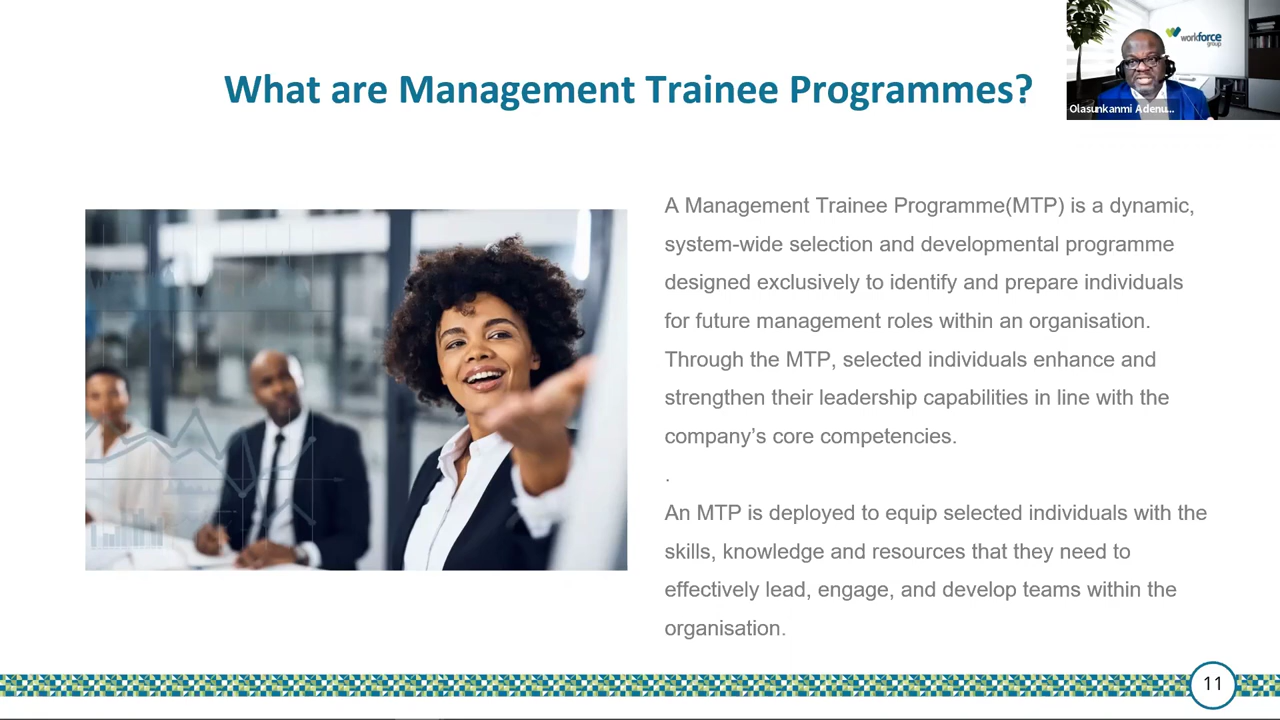 What are Management Trainee Programmes?
workforce
group
Olasunkanmi Adenu...
A Management Trainee Programme(MTP) is a dynamic,
system-wide selection and developmental programme
designed exclusively to identify and prepare individuals
for future management roles within an organisation.
Through the MTP, selected individuals enhance and
strengthen their leadership capabilities in line with the
company’s core competencies.
.
An MTP is deployed to equip selected individuals with the
skills, knowledge and resources that they need to
effectively lead, engage, and develop teams within the
organisation.
11